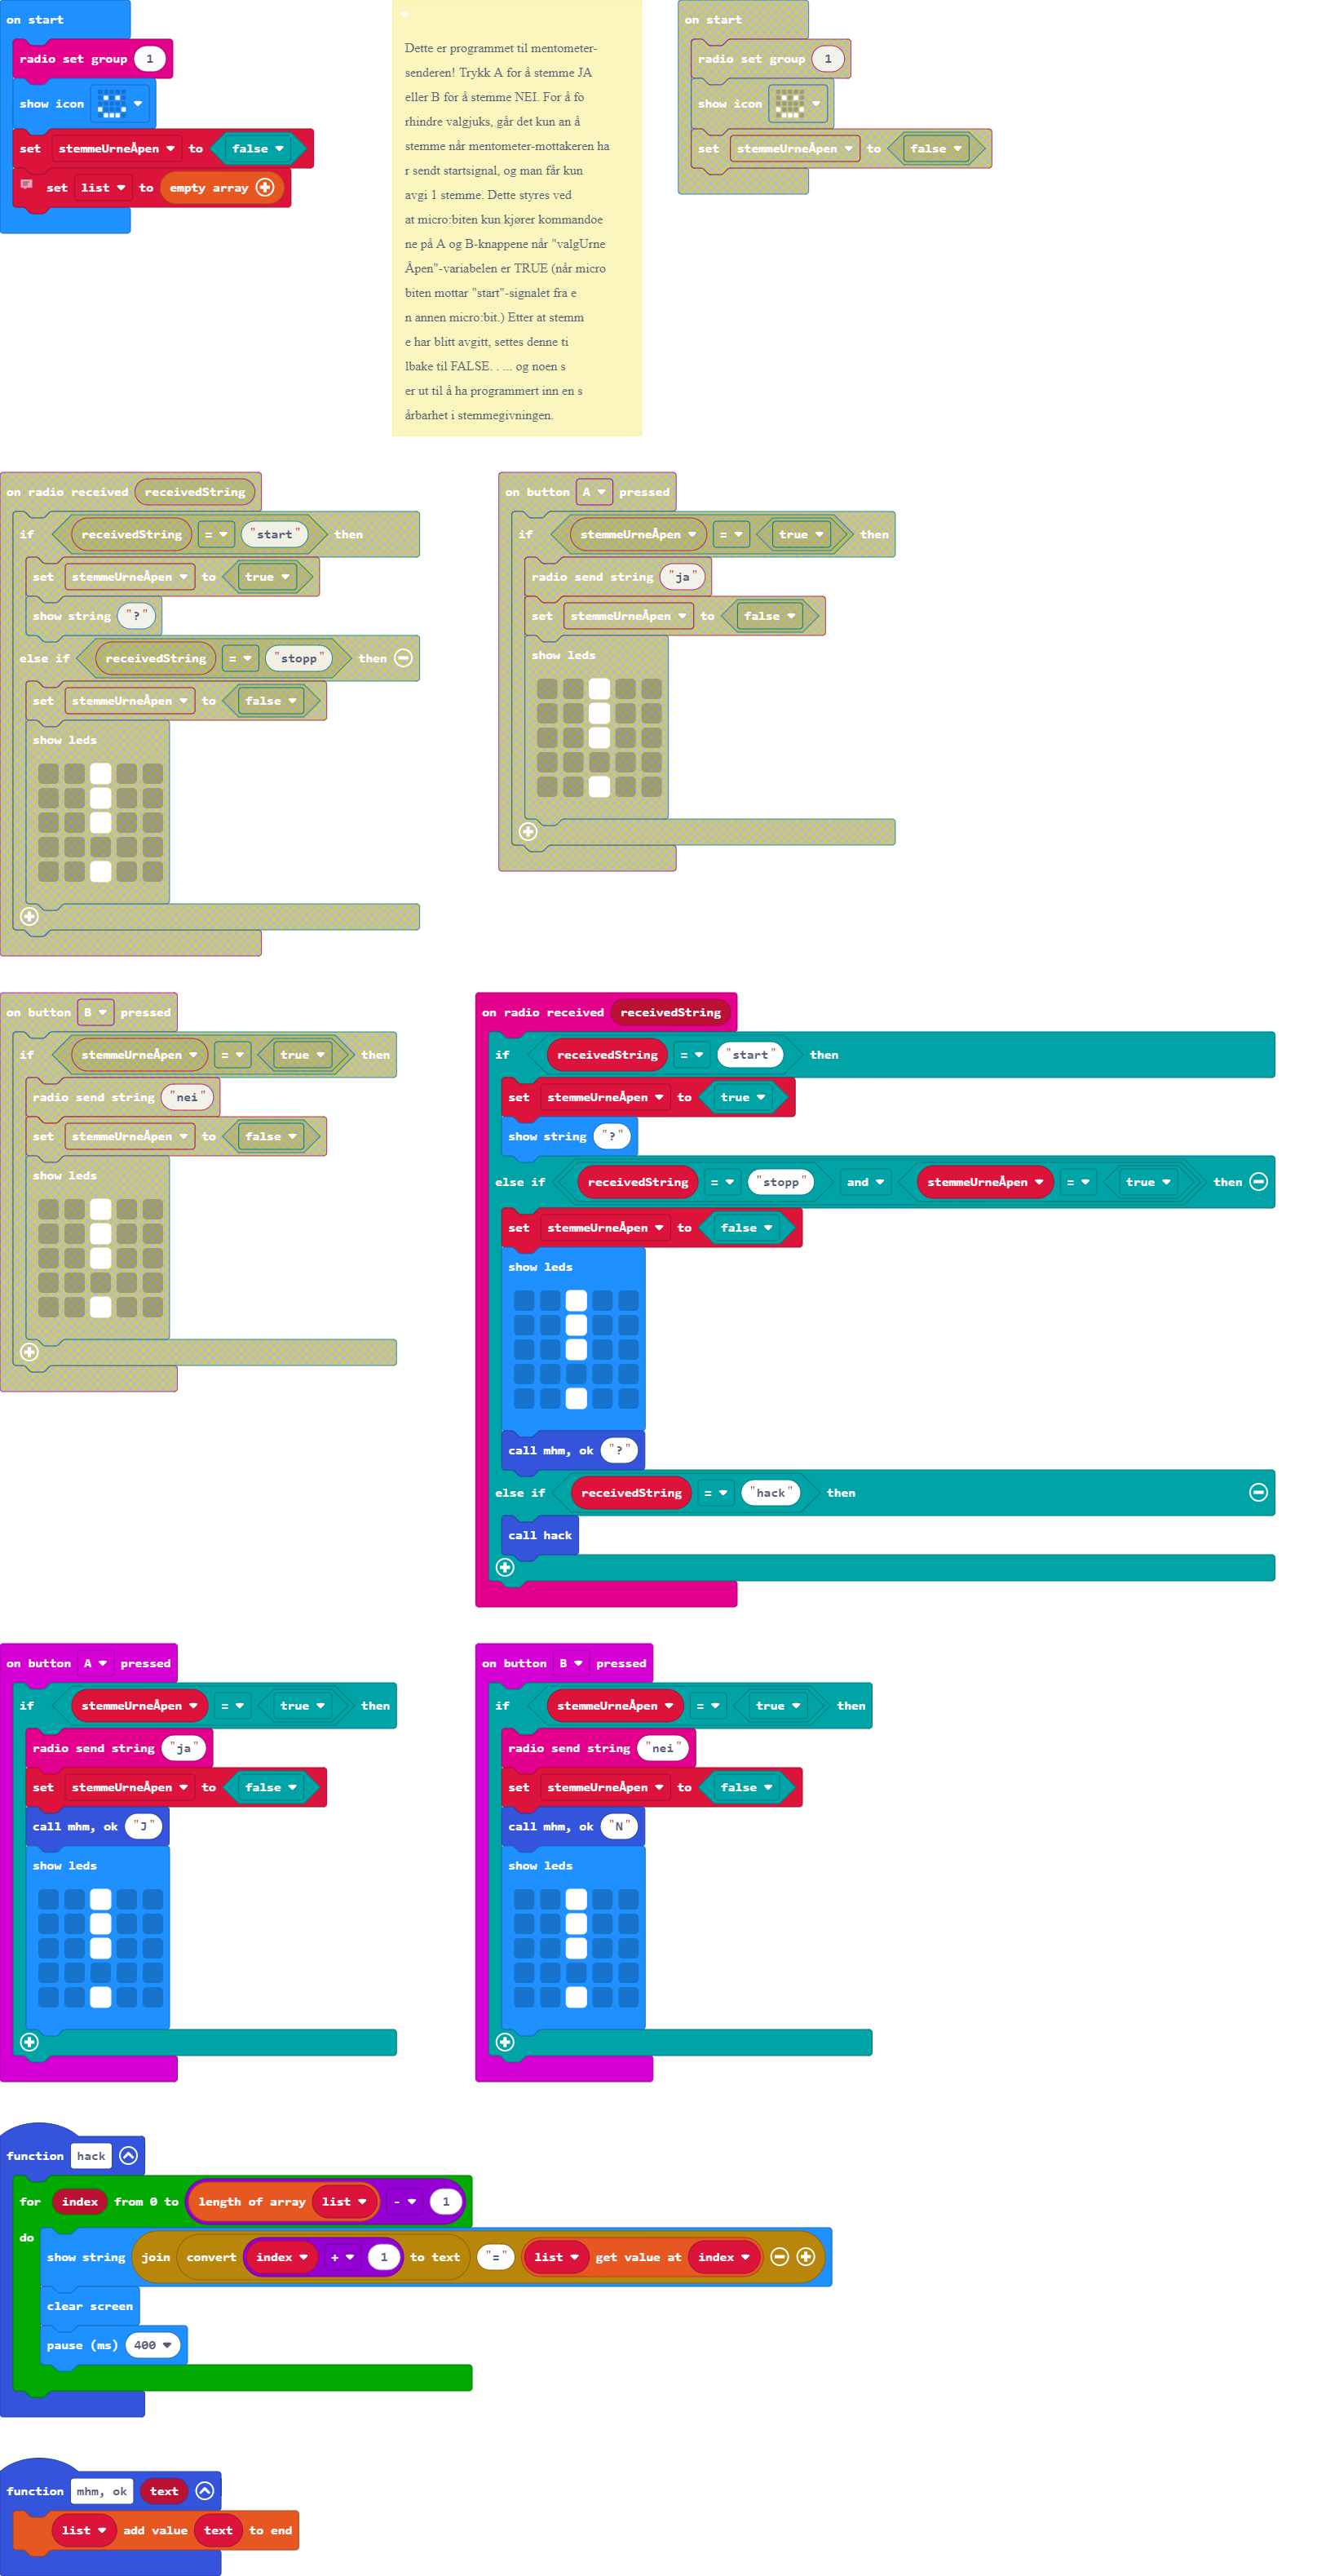 on start
radio set group 1
show icon
set stemmeUrneÅpen to false
set list to empty array
Dette er programmet til mentometer-
senderen! Trykk A for å stemme JA
eller B for å stemme NEI. For å fo
rhindre valgjuks, går det kun an å
stemme når mentometer-mottakeren ha
r sendt startsignal, og man får kun
avgi 1 stemme. Dette styres ved
at micro:biten kun kjører kommandoe
ne på A og B-knappene når "valgUrne
Åpen"-variabelen er TRUE (når micro
biten mottar "start"-signalet fra e
n annen micro:bit.) Etter at stemm
e har blitt avgitt, settes denne ti
lbake til FALSE. . ... og noen s
er ut til å ha programmert inn en s
årbarhet i stemmegivningen.
on start
radio set group 1
show icon
set stemmeUrneÅpen to false
on radio received receivedString
if receivedString = "start" then
set stemmeUrneÅpen to true
show string "?"
else if receivedString = "stopp" then
set stemmeUrneÅpen to false
show leds
on button A pressed
if stemmeUrneÅpen = true then
radio send string "ja"
set stemmeUrneÅpen to false
show leds
on button B pressed
if stemmeUrneÅpen = true then
radio send string "nei"
set stemmeUrneÅpen to false
show leds
on radio received receivedString
if receivedString = "start" then
set stemmeUrneÅpen to true
show string "?"
else if receivedString = "stopp" and stemmeUrneÅpen = true then
set stemmeUrneÅpen to false
show leds
call mhm, ok "?"
else if receivedString = "hack" then
call hack
on button A pressed
if stemmeUrneÅpen = true then
radio send string "ja"
set stemmeUrneÅpen to false
call mhm, ok "J"
show leds
on button B pressed
if stemmeUrneÅpen = true then
radio send string "nei"
set stemmeUrneÅpen to false
call mhm, ok "N"
show leds
function hack
for index from 0 to length of array list - 1
do
show string join convert index + 1 to text "=" list get value at index
clear screen
pause (ms) 400
function mhm, ok text
list add value text to end